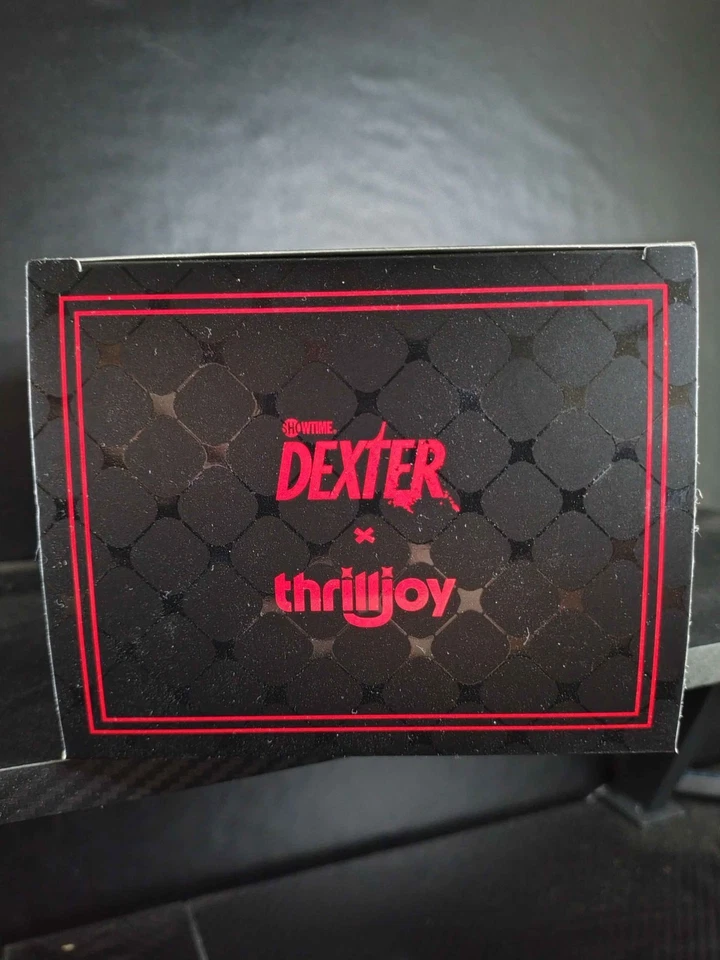 SHOWTIME.
DEXTER
×
thrilljoy